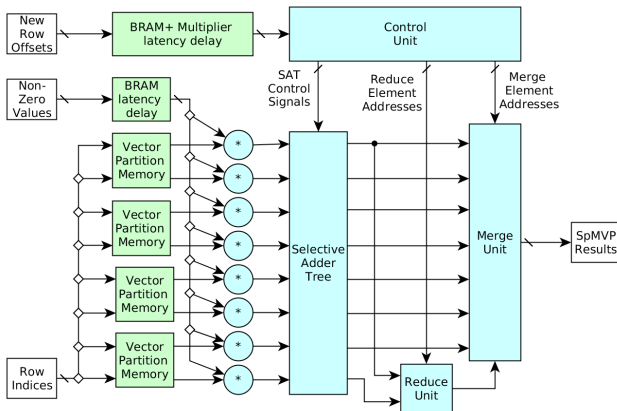 New
Row
Offsets
BRAM+ Multiplier
latency delay
Control
Unit
Non-
Zero
Values
BRAM
latency
delay
SAT
Control
Signals
Reduce
Element
Addresses
Merge
Element
Addresses
Vector
Partition
Memory
*
*
Vector
Partition
Memory
*
*
Selective
Adder
Tree
Merge
Unit
SpMVP
Results
Vector
Partition
Memory
*
*
Vector
Partition
Memory
*
*
Row
Indices
Reduce
Unit